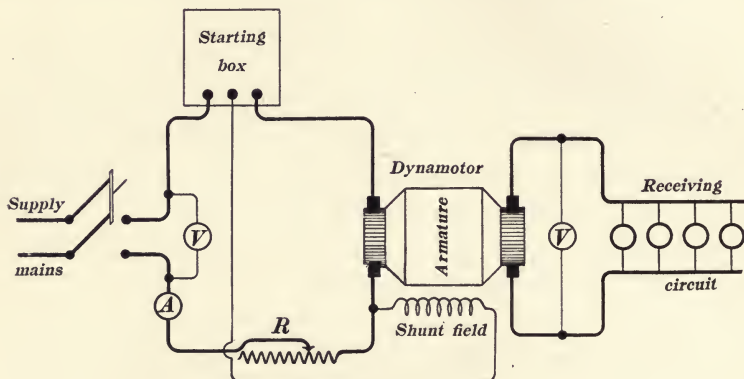 Starting
box
Dynamotor
Supply
mains
V
A
R
Armature
Shunt field
V
Receiving
circuit